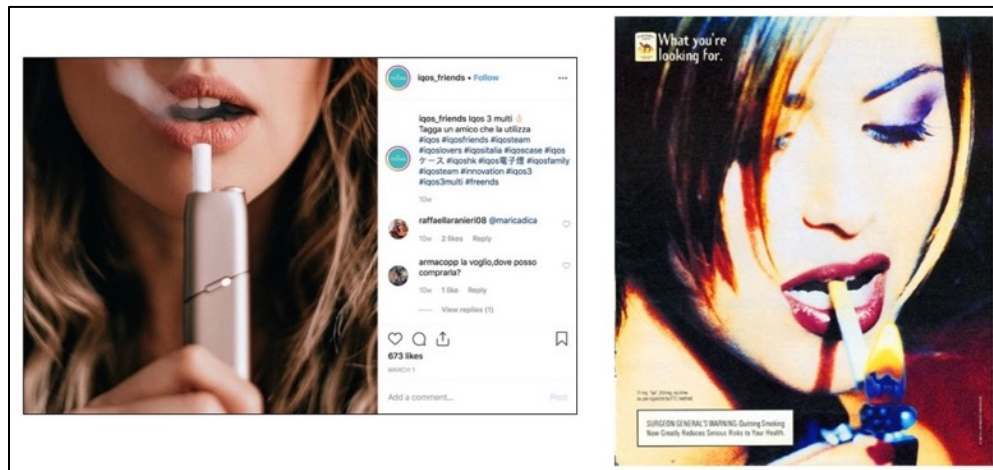 iqos_friends • Follow
iqos_friends Iqos 3 multi 👌🏻
Tagga un amico che la utilizza
#iqos #iqosfriends #iqosteam
#iqoslovers #iqositalia #iqoscase #iqos
ケース #iqoshk #iqos電子煙 #iqosfamily
#iqosteam #innovation #iqos3
#iqos3multi #freends
10w
raffaellaranieri08 @maricadica
10w 2 likes Reply
armacopp la voglio,dove posso
comprarla?
10w 1 like Reply
View replies (1)
673 likes
MARCH 1
Add a comment...
Post
What you're
looking for.
SURGEON GENERAL'S WARNING: Quitting Smoking
Now Greatly Reduces Serious Risks to Your Health.